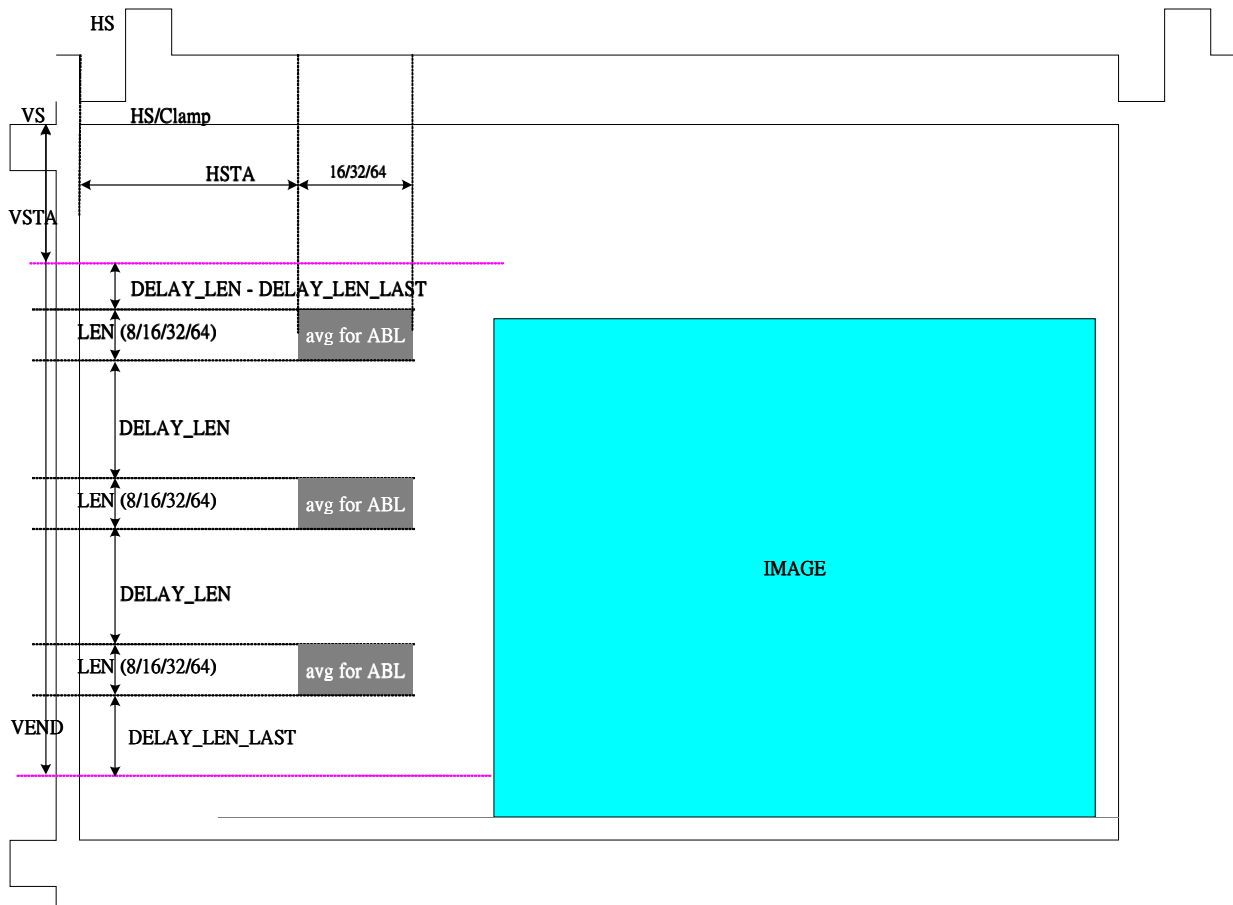 HS
VS
HS/Clamp
HSTA
16/32/64
VSTA
DELAY_LEN - DELAY_LEN_LAST
LEN (8/16/32/64)
avg for ABL
DELAY_LEN
LEN (8/16/32/64)
avg for ABL
IMAGE
DELAY_LEN
LEN (8/16/32/64)
avg for ABL
VEND
DELAY_LEN_LAST